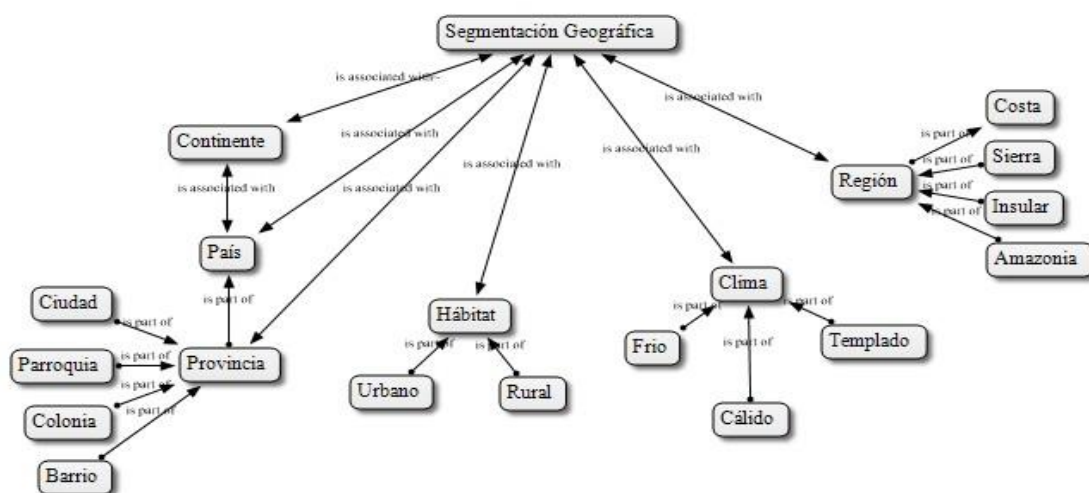 Segmentación Geográfica
is associated with
Continente
is associated with
is associated with
is associated with
is associated with
is associated with
is associated with
País
Región
is part of
Costa
is part of
Sierra
is part of
Insular
is part of
Amazonia
is part of
Provincia
Ciudad
is part of
Parroquia
is part of
Colonia
is part of
Barrio
is part of
Hábitat
is part of
is part of
Urbano
Rural
Clima
is part of
is part of
is part of
Frio
Templado
Cálido